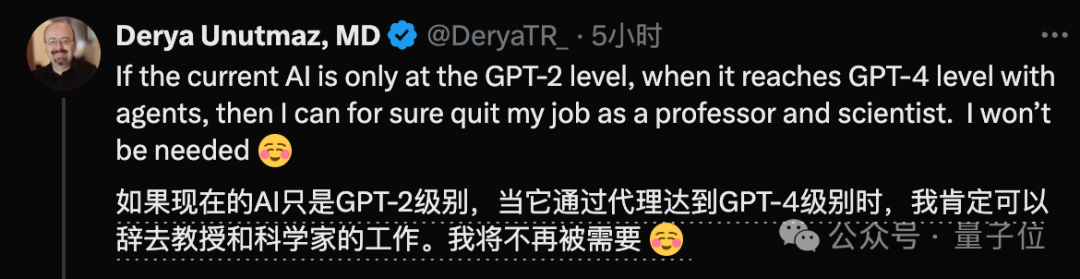 Derya Unutmaz, MD @DeryaTR_ · 5小时
If the current AI is only at the GPT-2 level, when it reaches GPT-4 level with
agents, then I can for sure quit my job as a professor and scientist.  I won’t
be needed ☺️
如果现在的AI只是GPT-2级别，当它通过代理达到GPT-4级别时，我肯定可以
辞去教授和科学家的工作。我将不再被需要 ☺️
公众号 · 量子位